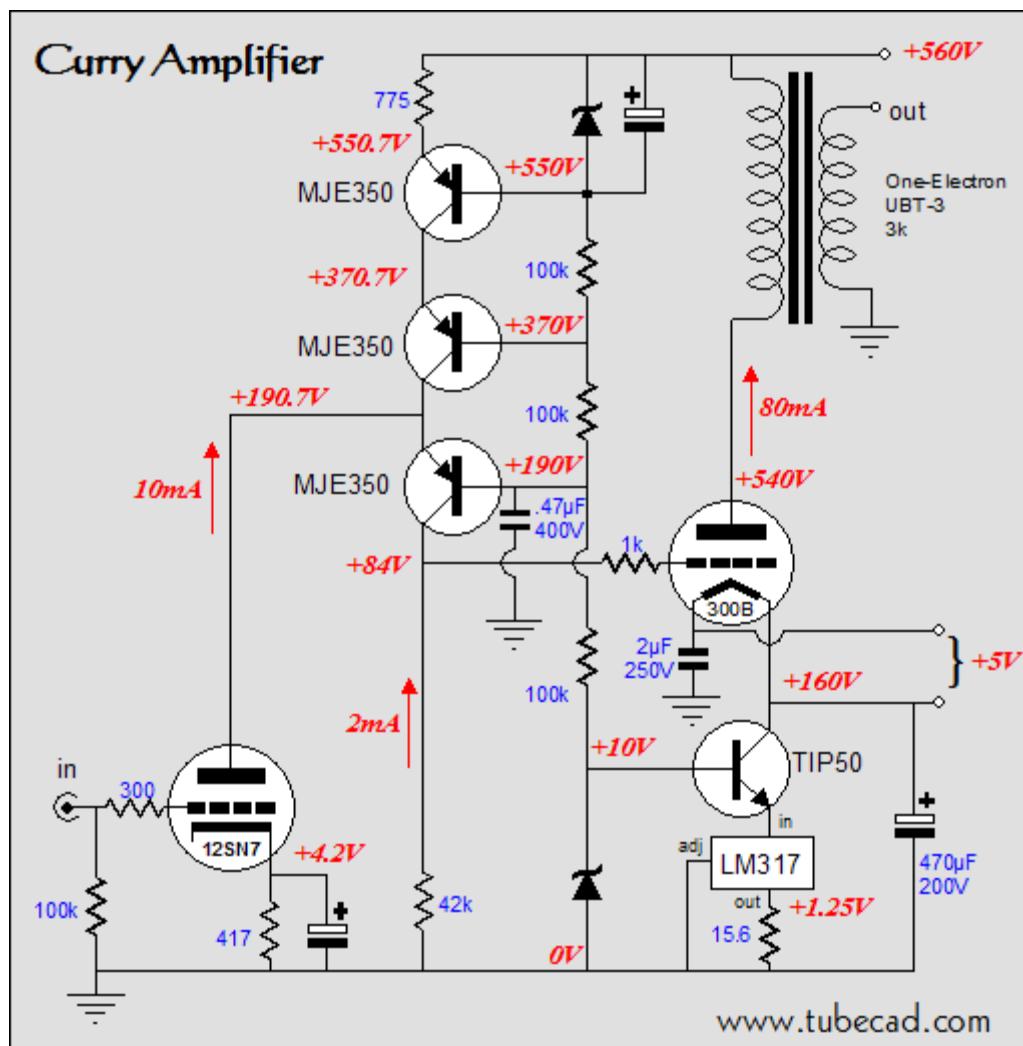 Curry Amplifier
+560V
775
+
out
+550.7V
+550V
MJE350
One-Electron
UBT-3
3k
100k
+370.7V
+370V
MJE350
+190.7V
100k
80mA
+190V
+540V
10mA
MJE350
.47µF
400V
1k
+84V
300B
2µF
250V
+5V
100k
+160V
2mA
+10V
TIP50
in
300
in
+
12SN7
+4.2V
adj
LM317
470µF
200V
+
100k
42k
out
+1.25V
417
15.6
0V
www.tubecad.com